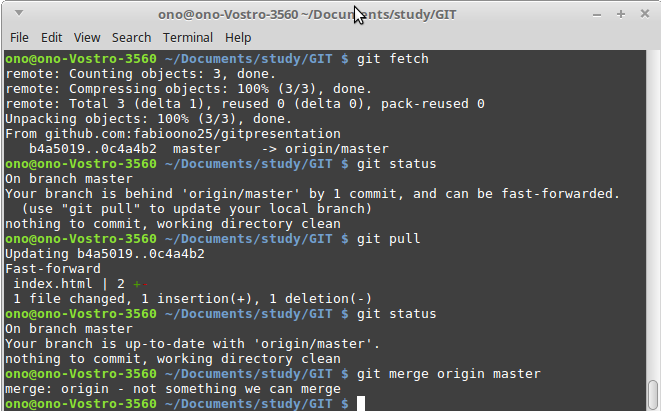 ono@ono-Vostro-3560 ~/Documents/study/GIT
File Edit View Search Terminal Help
ono@ono-Vostro-3560 ~/Documents/study/GIT $ git fetch
remote: Counting objects: 3, done.
remote: Compressing objects: 100% (3/3), done.
remote: Total 3 (delta 1), reused 0 (delta 0), pack-reused 0
Unpacking objects: 100% (3/3), done.
From github.com:fabioono25/gitpresentation
   b4a5019..0c4a4b2  master     -> origin/master
ono@ono-Vostro-3560 ~/Documents/study/GIT $ git status
On branch master
Your branch is behind 'origin/master' by 1 commit, and can be fast-forwarded.
  (use "git pull" to update your local branch)
nothing to commit, working directory clean
ono@ono-Vostro-3560 ~/Documents/study/GIT $ git pull
Updating b4a5019..0c4a4b2
Fast-forward
 index.html | 2 +-
 1 file changed, 1 insertion(+), 1 deletion(-)
ono@ono-Vostro-3560 ~/Documents/study/GIT $ git status
On branch master
Your branch is up-to-date with 'origin/master'.
nothing to commit, working directory clean
ono@ono-Vostro-3560 ~/Documents/study/GIT $ git merge origin master
merge: origin - not something we can merge
ono@ono-Vostro-3560 ~/Documents/study/GIT $